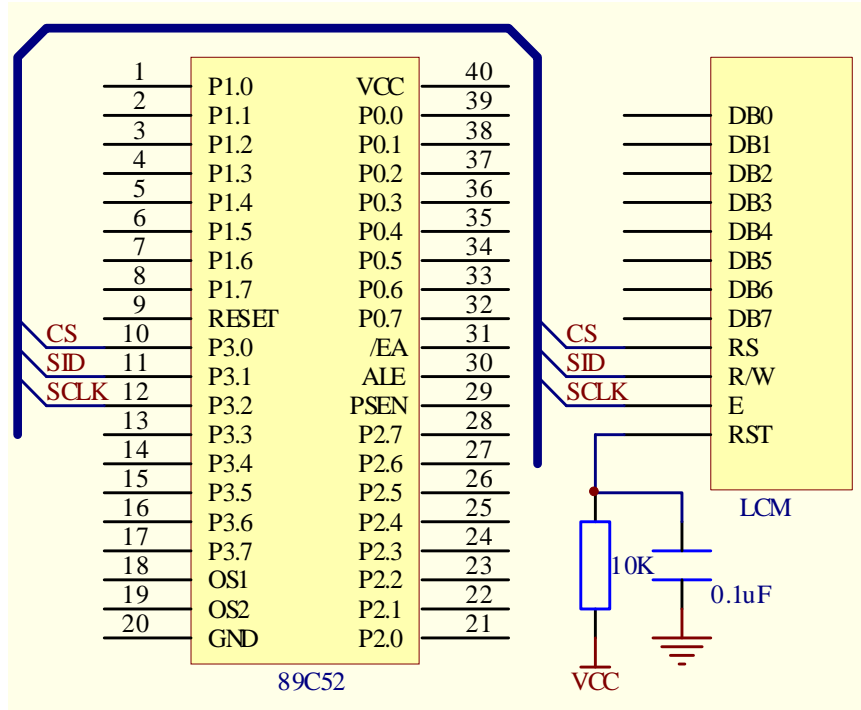 1 P1.0 VCC 40
2 P1.1 P0.0 39 DB0
3 P1.2 P0.1 38 DB1
4 P1.3 P0.2 37 DB2
5 P1.4 P0.3 36 DB3
6 P1.5 P0.4 35 DB4
7 P1.6 P0.5 34 DB5
8 P1.7 P0.6 33 DB6
9 RESET P0.7 32 DB7
CS 10 P3.0 /EA 31 CS RS
SID 11 P3.1 ALE 30 SID R/W
SCLK 12 P3.2 PSEN 29 SCLK E
13 P3.3 P2.7 28 RST
14 P3.4 P2.6 27
15 P3.5 P2.5 26
16 P3.6 P2.4 25 LCM
17 P3.7 P2.3 24
18 OS1 P2.2 23 10K
19 OS2 P2.1 22 0.1uF
20 GND P2.0 21
89C52 VCC